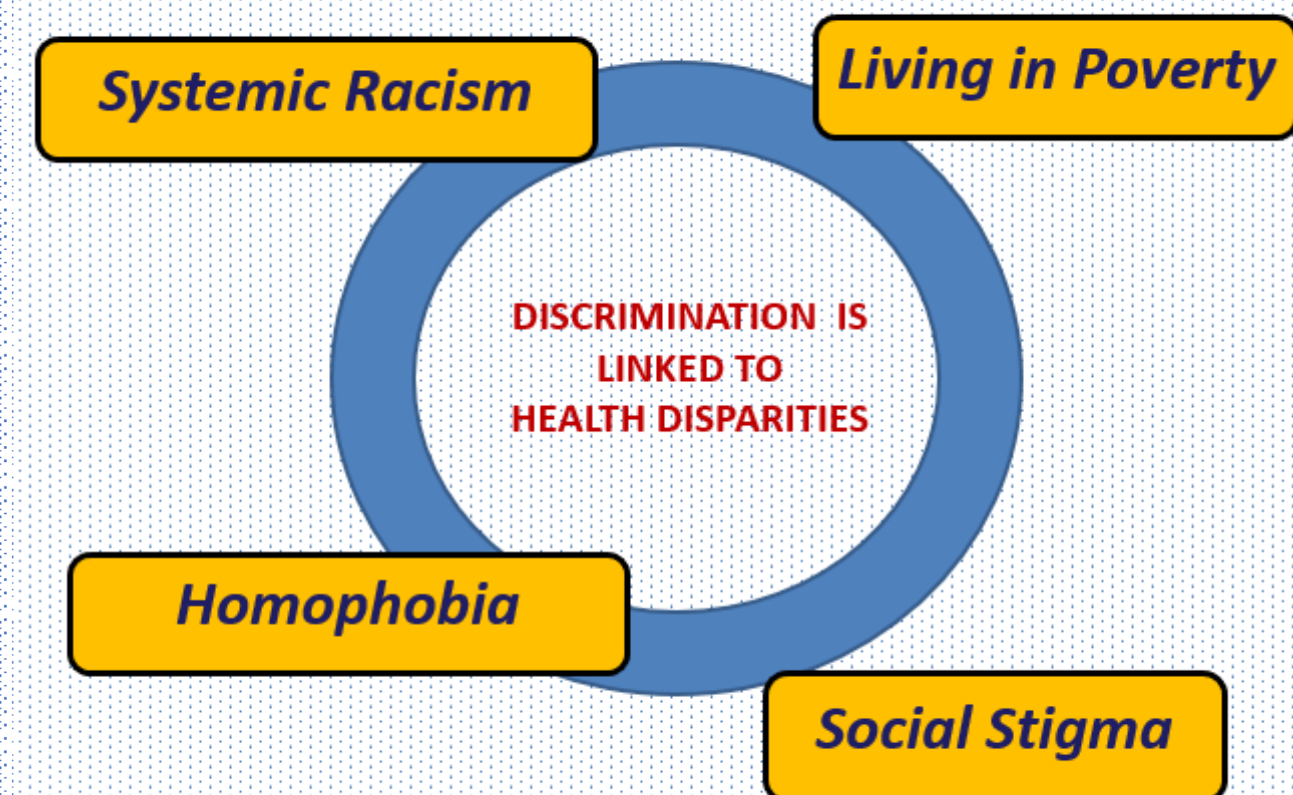 Systemic Racism
Living in Poverty
DISCRIMINATION IS
LINKED TO
HEALTH DISPARITIES
Homophobia
Social Stigma